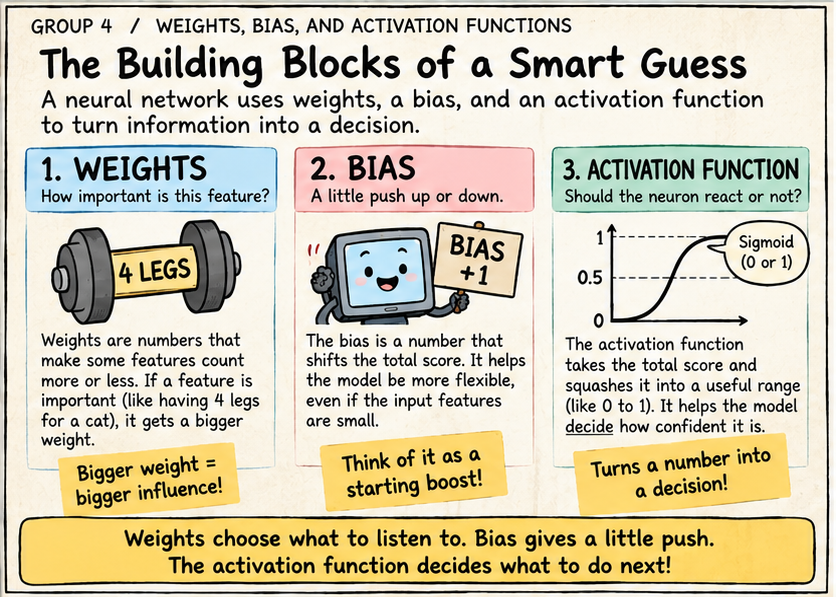 GROUP 4 / WEIGHTS, BIAS, AND ACTIVATION FUNCTIONS
The Building Blocks of a Smart Guess
A neural network uses weights, a bias, and an activation function
to turn information into a decision.
1. WEIGHTS
How important is this feature?
4 LEGS
Weights are numbers that
make some features count
more or less. If a feature is
important (like having 4 legs
for a cat), it gets a bigger
weight.
Bigger weight =
bigger influence!
2. BIAS
A little push up or down.
BIAS
+1
The bias is a number that
shifts the total score. It helps
the model be more flexible,
even if the input features
are small.
Think of it as a
starting boost!
3. ACTIVATION FUNCTION
Should the neuron react or not?
1
0.5
0
Sigmoid
(0 or 1)
The activation function
takes the total score and
squashes it into a useful range
(like 0 to 1). It helps the model
decide how confident it is.
Turns a number into
a decision!
Weights choose what to listen to. Bias gives a little push.
The activation function decides what to do next!